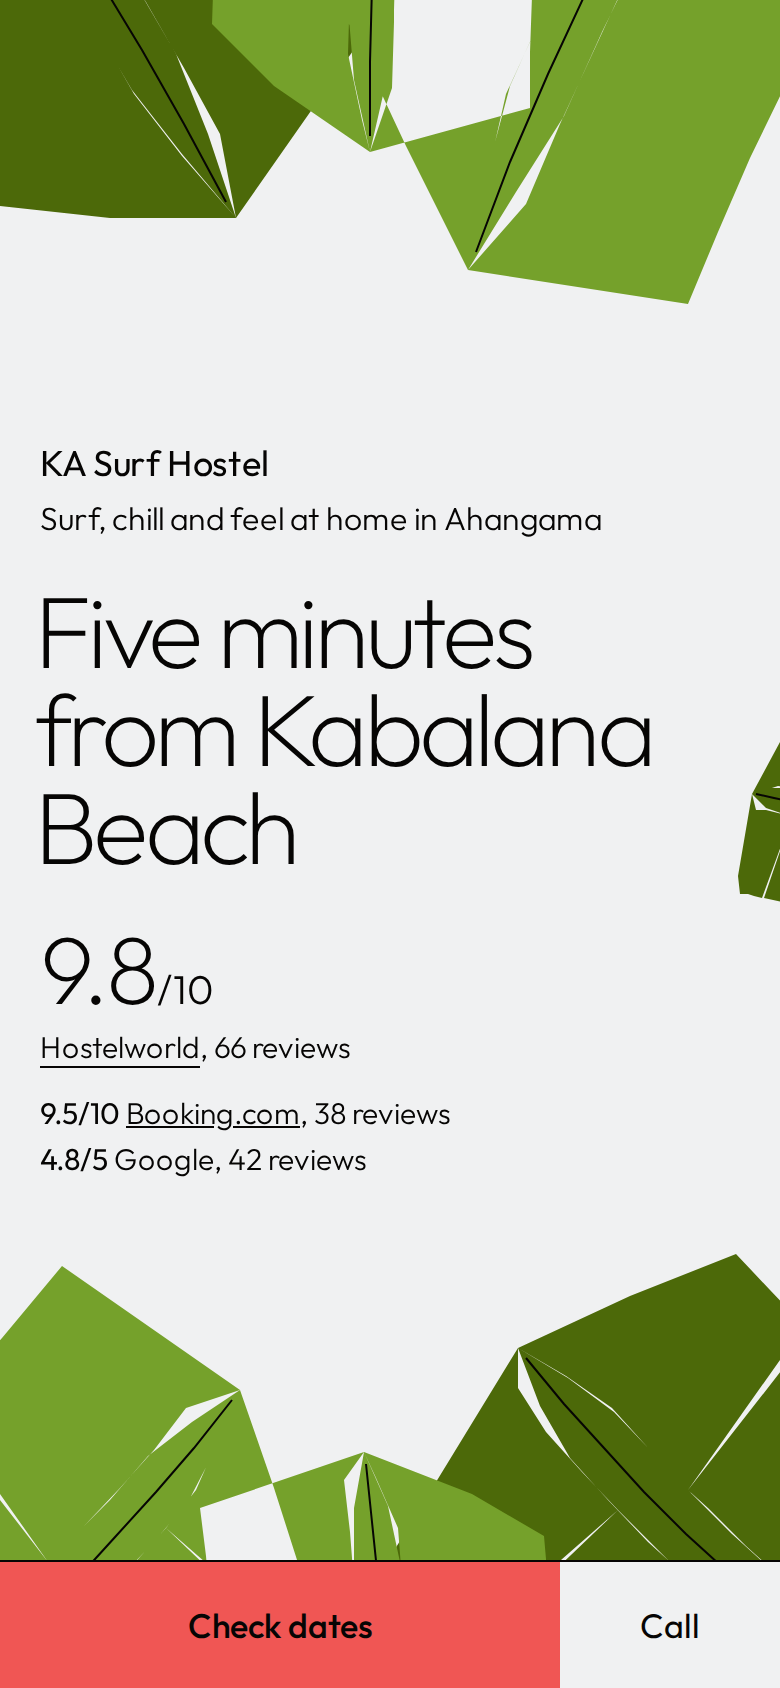 KA Surf Hostel
Surf, chill and feel at home in Ahangama
Five minutes
from Kabalana
Beach
9.8/10
Hostelworld, 66 reviews
9.5/10 Booking.com, 38 reviews
4.8/5 Google, 42 reviews
Check dates
Call